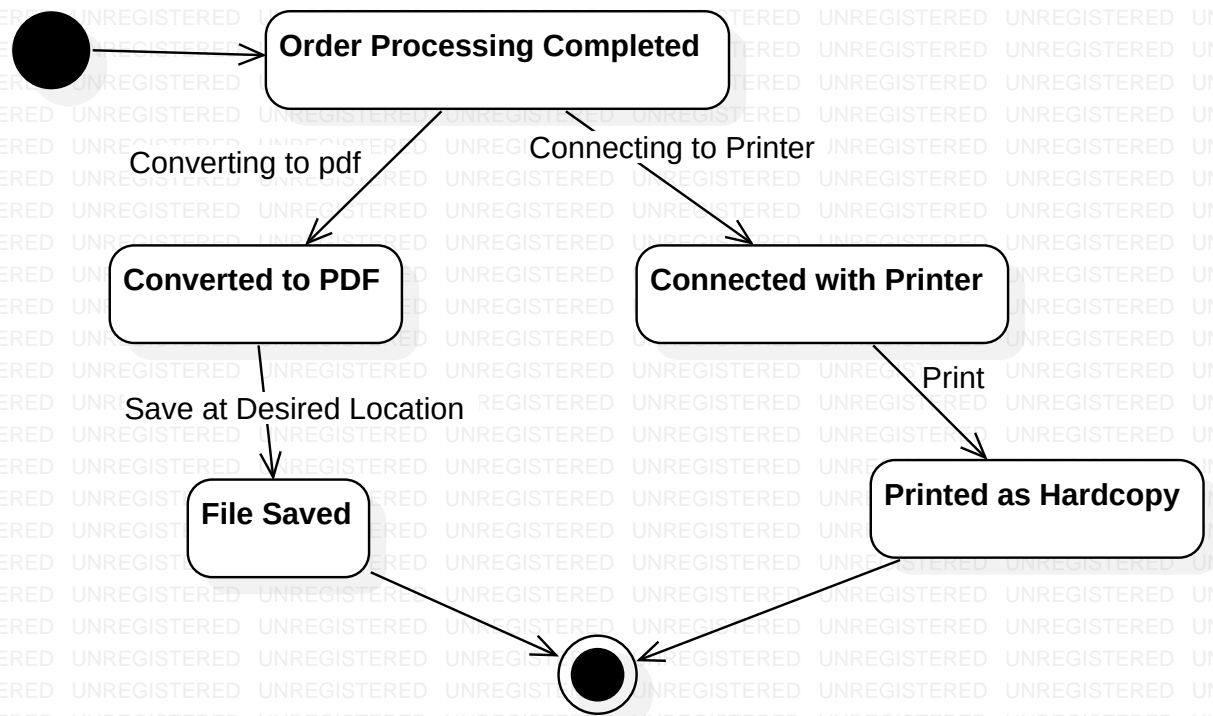 Order Processing Completed
Converting to pdf
Connecting to Printer
Converted to PDF
Connected with Printer
Print
Save at Desired Location
File Saved
Printed as Hardcopy
UNREGISTERED